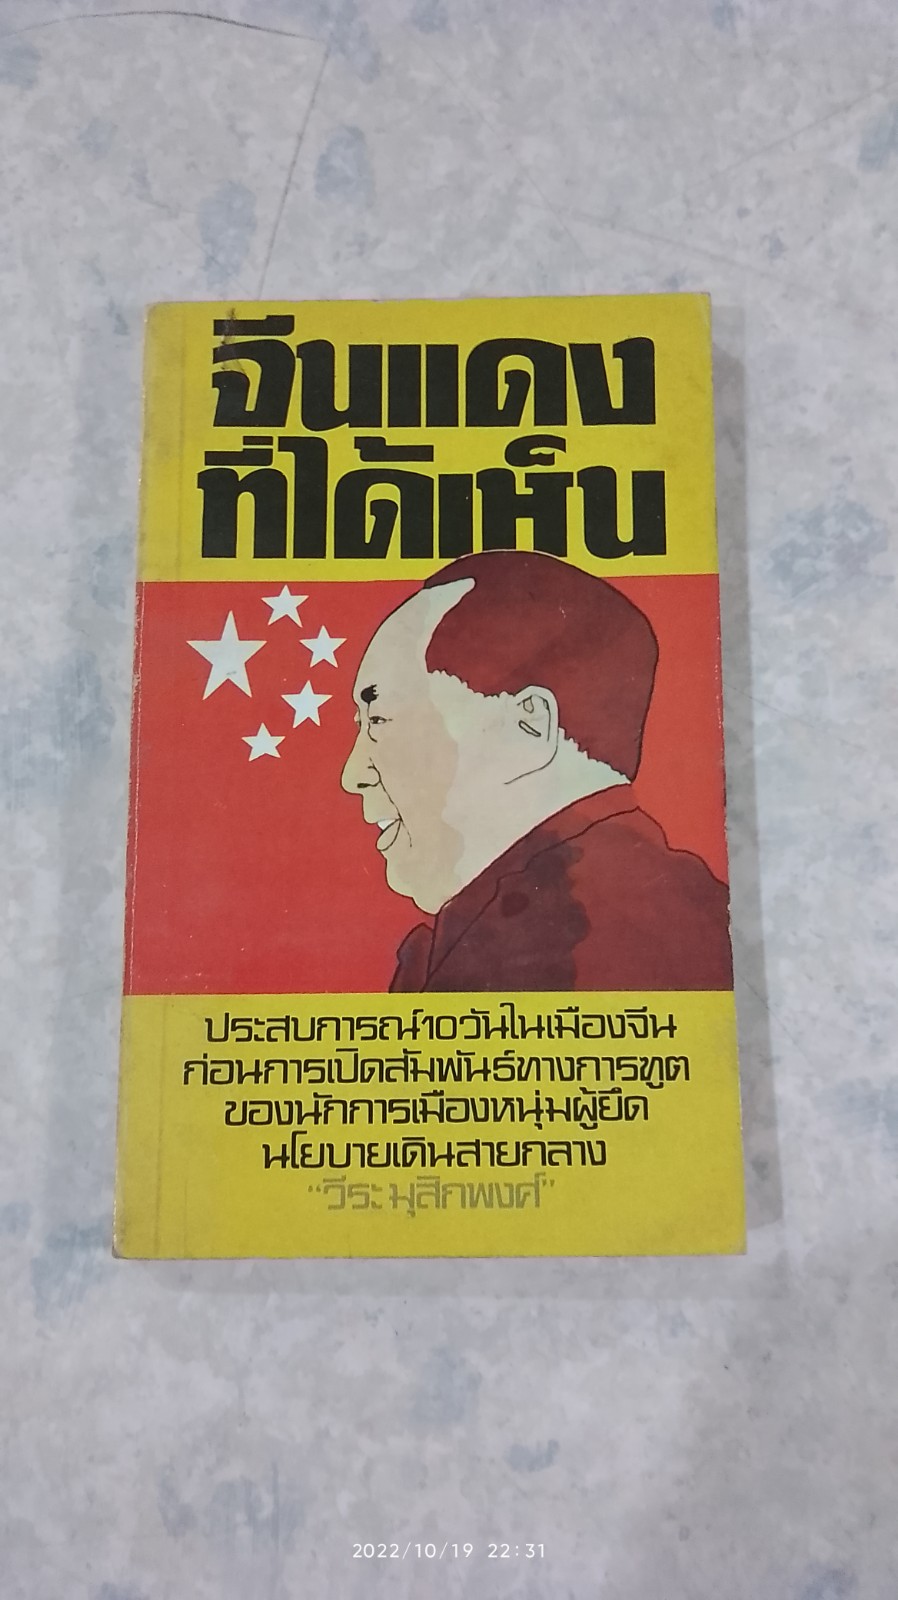 จีนแดง
ที่ได้เห็น
ประสบการณ์10วันในเมืองจีน
ก่อนการเปิดสัมพันธ์ทางการฑูต
ของนักการเมืองหนุ่มผู้ยึด
นโยบายเดินสายกลาง
“วีระ มุสิกพงศ์”
2022/10/19 22:31